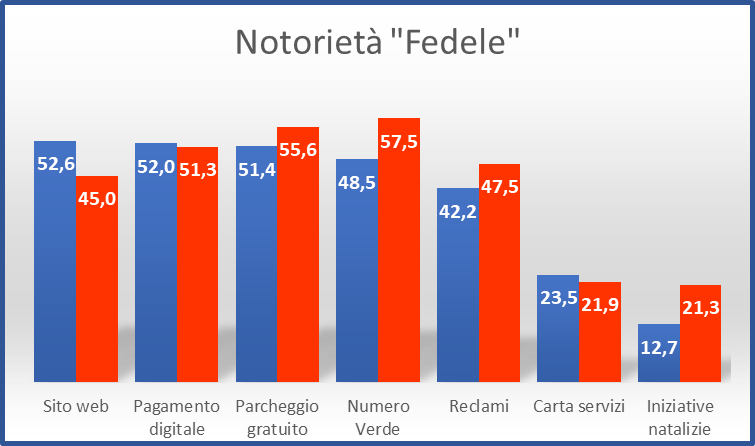 Notorietà "Fedele"
52,6
45,0
52,0
51,3
51,4
55,6
48,5
57,5
42,2
47,5
23,5
21,9
12,7
21,3
Sito web
Pagamento
digitale
Parcheggio
gratuito
Numero
Verde
Reclami
Carta servizi
Iniziative
natalizie